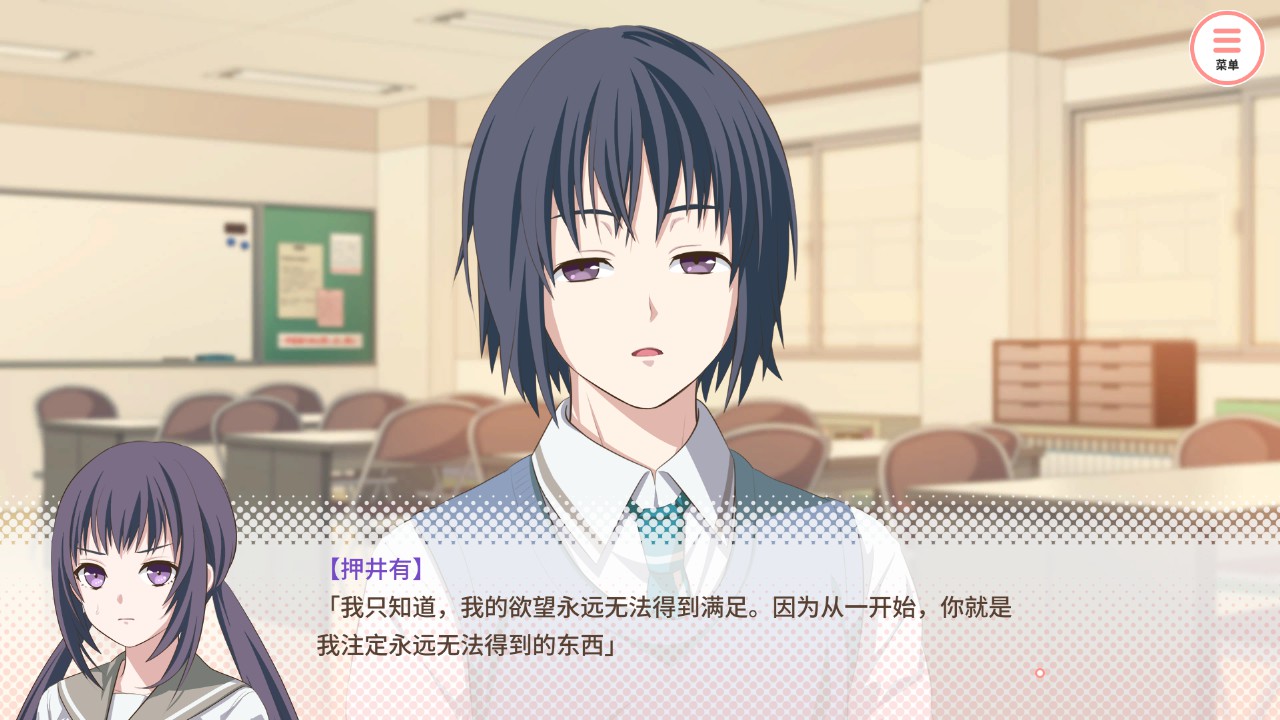 菜单
【押井有】
「我只知道，我的欲望永远无法得到满足。因为从一开始，你就是
我注定永远无法得到的东西」